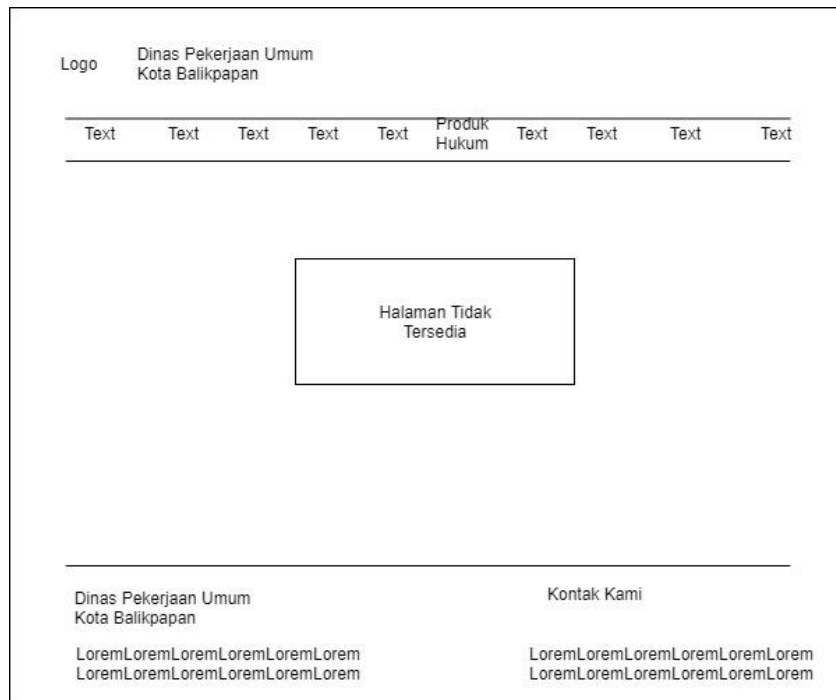 Logo
Dinas Pekerjaan Umum
Kota Balikpapan
Text Text Text Text Text Produk Hukum Text Text Text Text
Halaman Tidak
Tersedia
Dinas Pekerjaan Umum
Kota Balikpapan
LoremLoremLoremLoremLoremLorem
LoremLoremLoremLoremLoremLorem
Kontak Kami
LoremLoremLoremLoremLoremLorem
LoremLoremLoremLoremLoremLorem